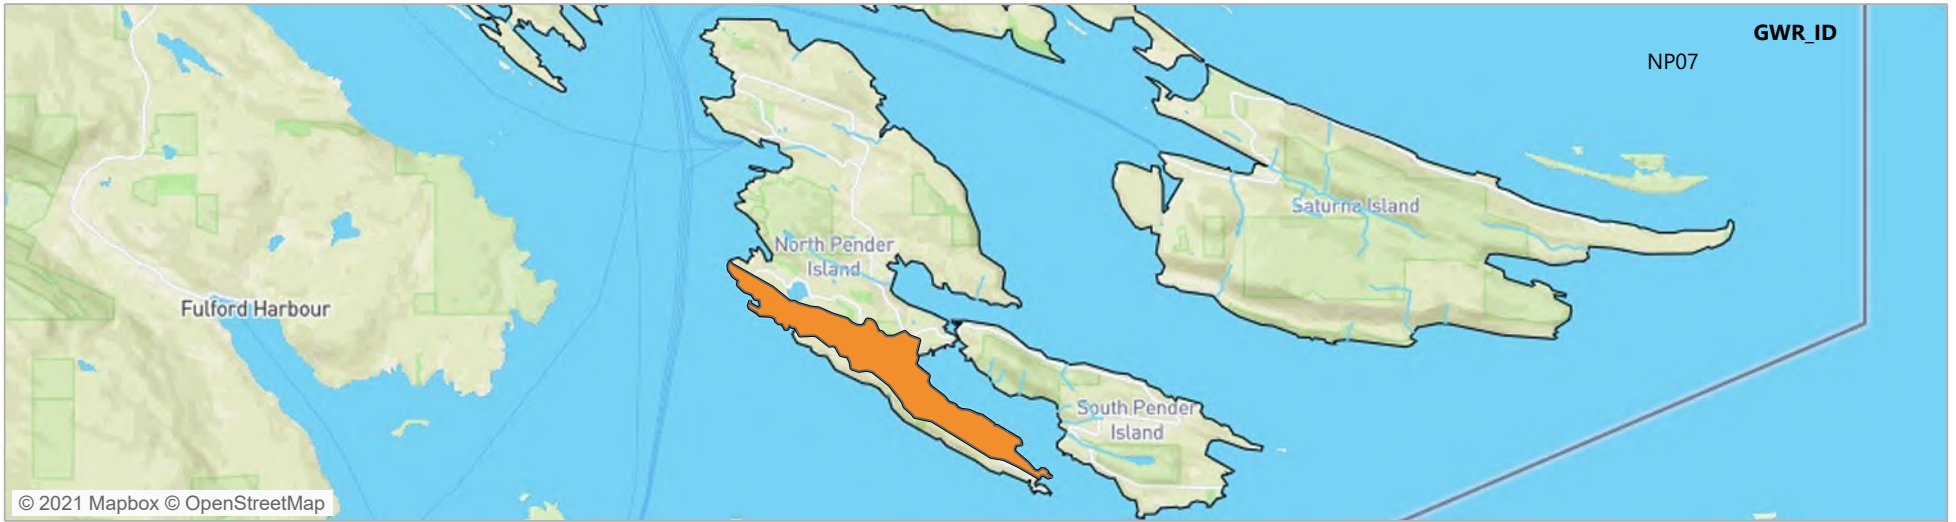 GWR_ID
NP07
Saturna Island
North Pender
Island
Fulford Harbour
South Pender
Island
© 2021 Mapbox © OpenStreetMap